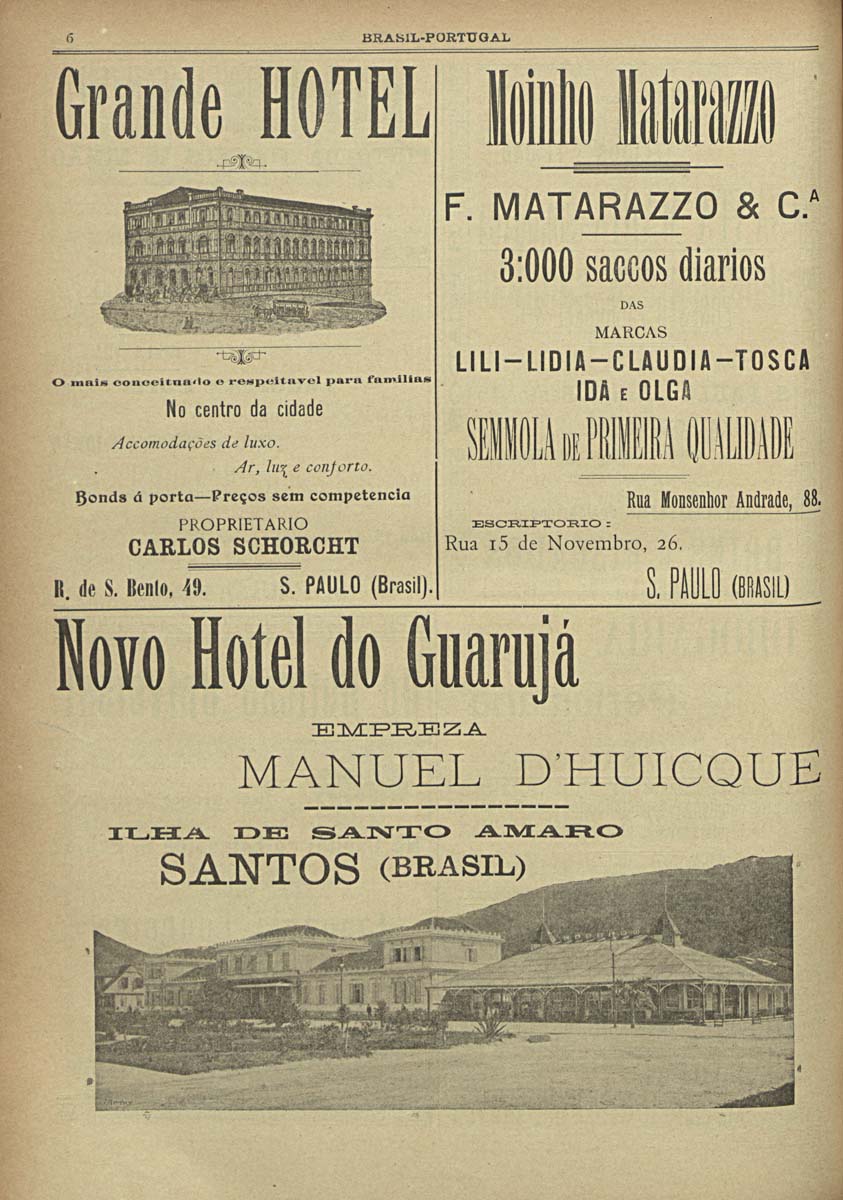 6
BRASIL-PORTUGAL
Grande HOTEL
O mais conceituado e respeitavel para familias
No centro da cidade
Accomodações de luxo.
Ar, luz e conforto.
Bonds á porta—Preços sem competencia
PROPRIETARIO
CARLOS SCHORCHT
R. de S. Bento, 49. S. PAULO (Brasil).
Moinho Matarazzo
F. MATARAZZO & C.ª
3:000 saccos diarios
DAS
MARCAS
LILI—LIDIA—CLAUDIA—TOSCA
IDA E OLGA
SEMMOLA DE PRIMEIRA QUALIDADE
Rua Monsenhor Andrade, 88.
ESCRIPTORIO:
Rua 15 de Novembro, 26.
S. PAULO (BRASIL)
Novo Hotel do Guarujá
EMPREZA
MANUEL D'HUICQUE
ILHA DE SANTO AMARO
SANTOS (BRASIL)